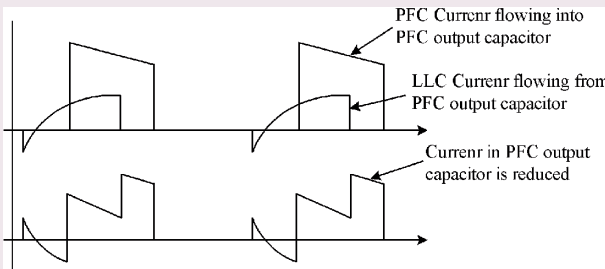 PFC Currenr flowing into
PFC output capacitor
LLC Currenr flowing from
PFC output capacitor
Currenr in PFC output
capacitor is reduced